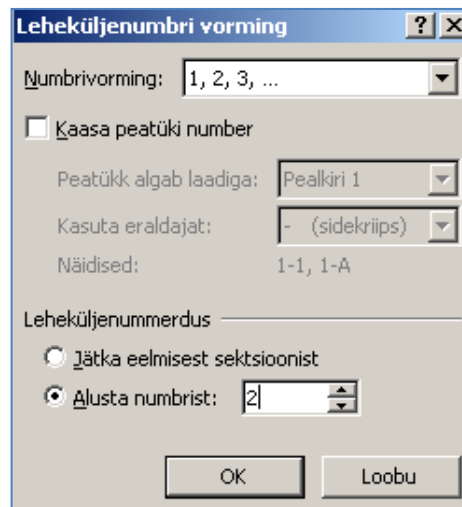 Leheküljenumbri vorming
Numbrivorming: 1, 2, 3, ...
Kaasa peatüki number
Peatükk algab laadiga: Pealkiri 1
Kasuta eraldajat: - (sidekriips)
Näidised: 1-1, 1-A
Leheküljenummerdus
Jätka eelmisest sektsioonist
Alusta numbrist: 2
OK Loobu